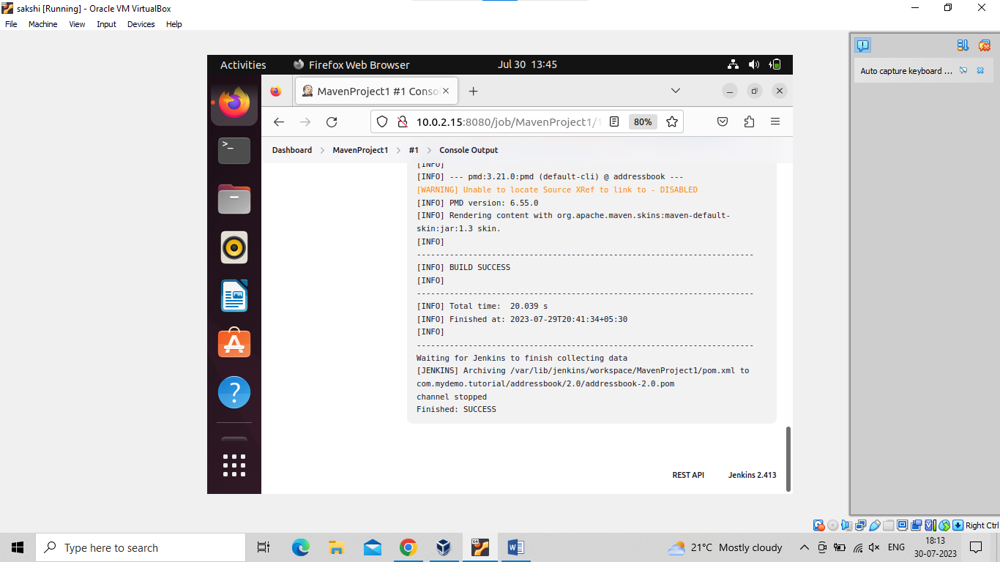 sakshi [Running] - Oracle VM VirtualBox
File Machine View Input Devices Help
Auto capture keyboard ...
Activities Firefox Web Browser Jul 30 13:45
MavenProject1 #1 Conso
10.0.2.15:8080/job/MavenProject1/1 80%
Dashboard MavenProject1 #1 Console Output
[INFO]
[INFO] --- pmd:3.21.0:pmd (default-cli) @ addressbook ---
[WARNING] Unable to locate Source XRef to link to - DISABLED
[INFO] PMD version: 6.55.0
[INFO] Rendering content with org.apache.maven.skins:maven-default-
skin:jar:1.3 skin.
[INFO]
------------------------------------------------------------------------
[INFO] BUILD SUCCESS
[INFO]
------------------------------------------------------------------------
[INFO] Total time:  20.039 s
[INFO] Finished at: 2023-07-29T20:41:34+05:30
[INFO]
------------------------------------------------------------------------
Waiting for Jenkins to finish collecting data
[JENKINS] Archiving /var/lib/jenkins/workspace/MavenProject1/pom.xml to
com.mydemo.tutorial/addressbook/2.0/addressbook-2.0.pom
channel stopped
Finished: SUCCESS
REST API Jenkins 2.413
Right Ctrl
Type here to search
21°C Mostly cloudy
ENG
18:13
30-07-2023